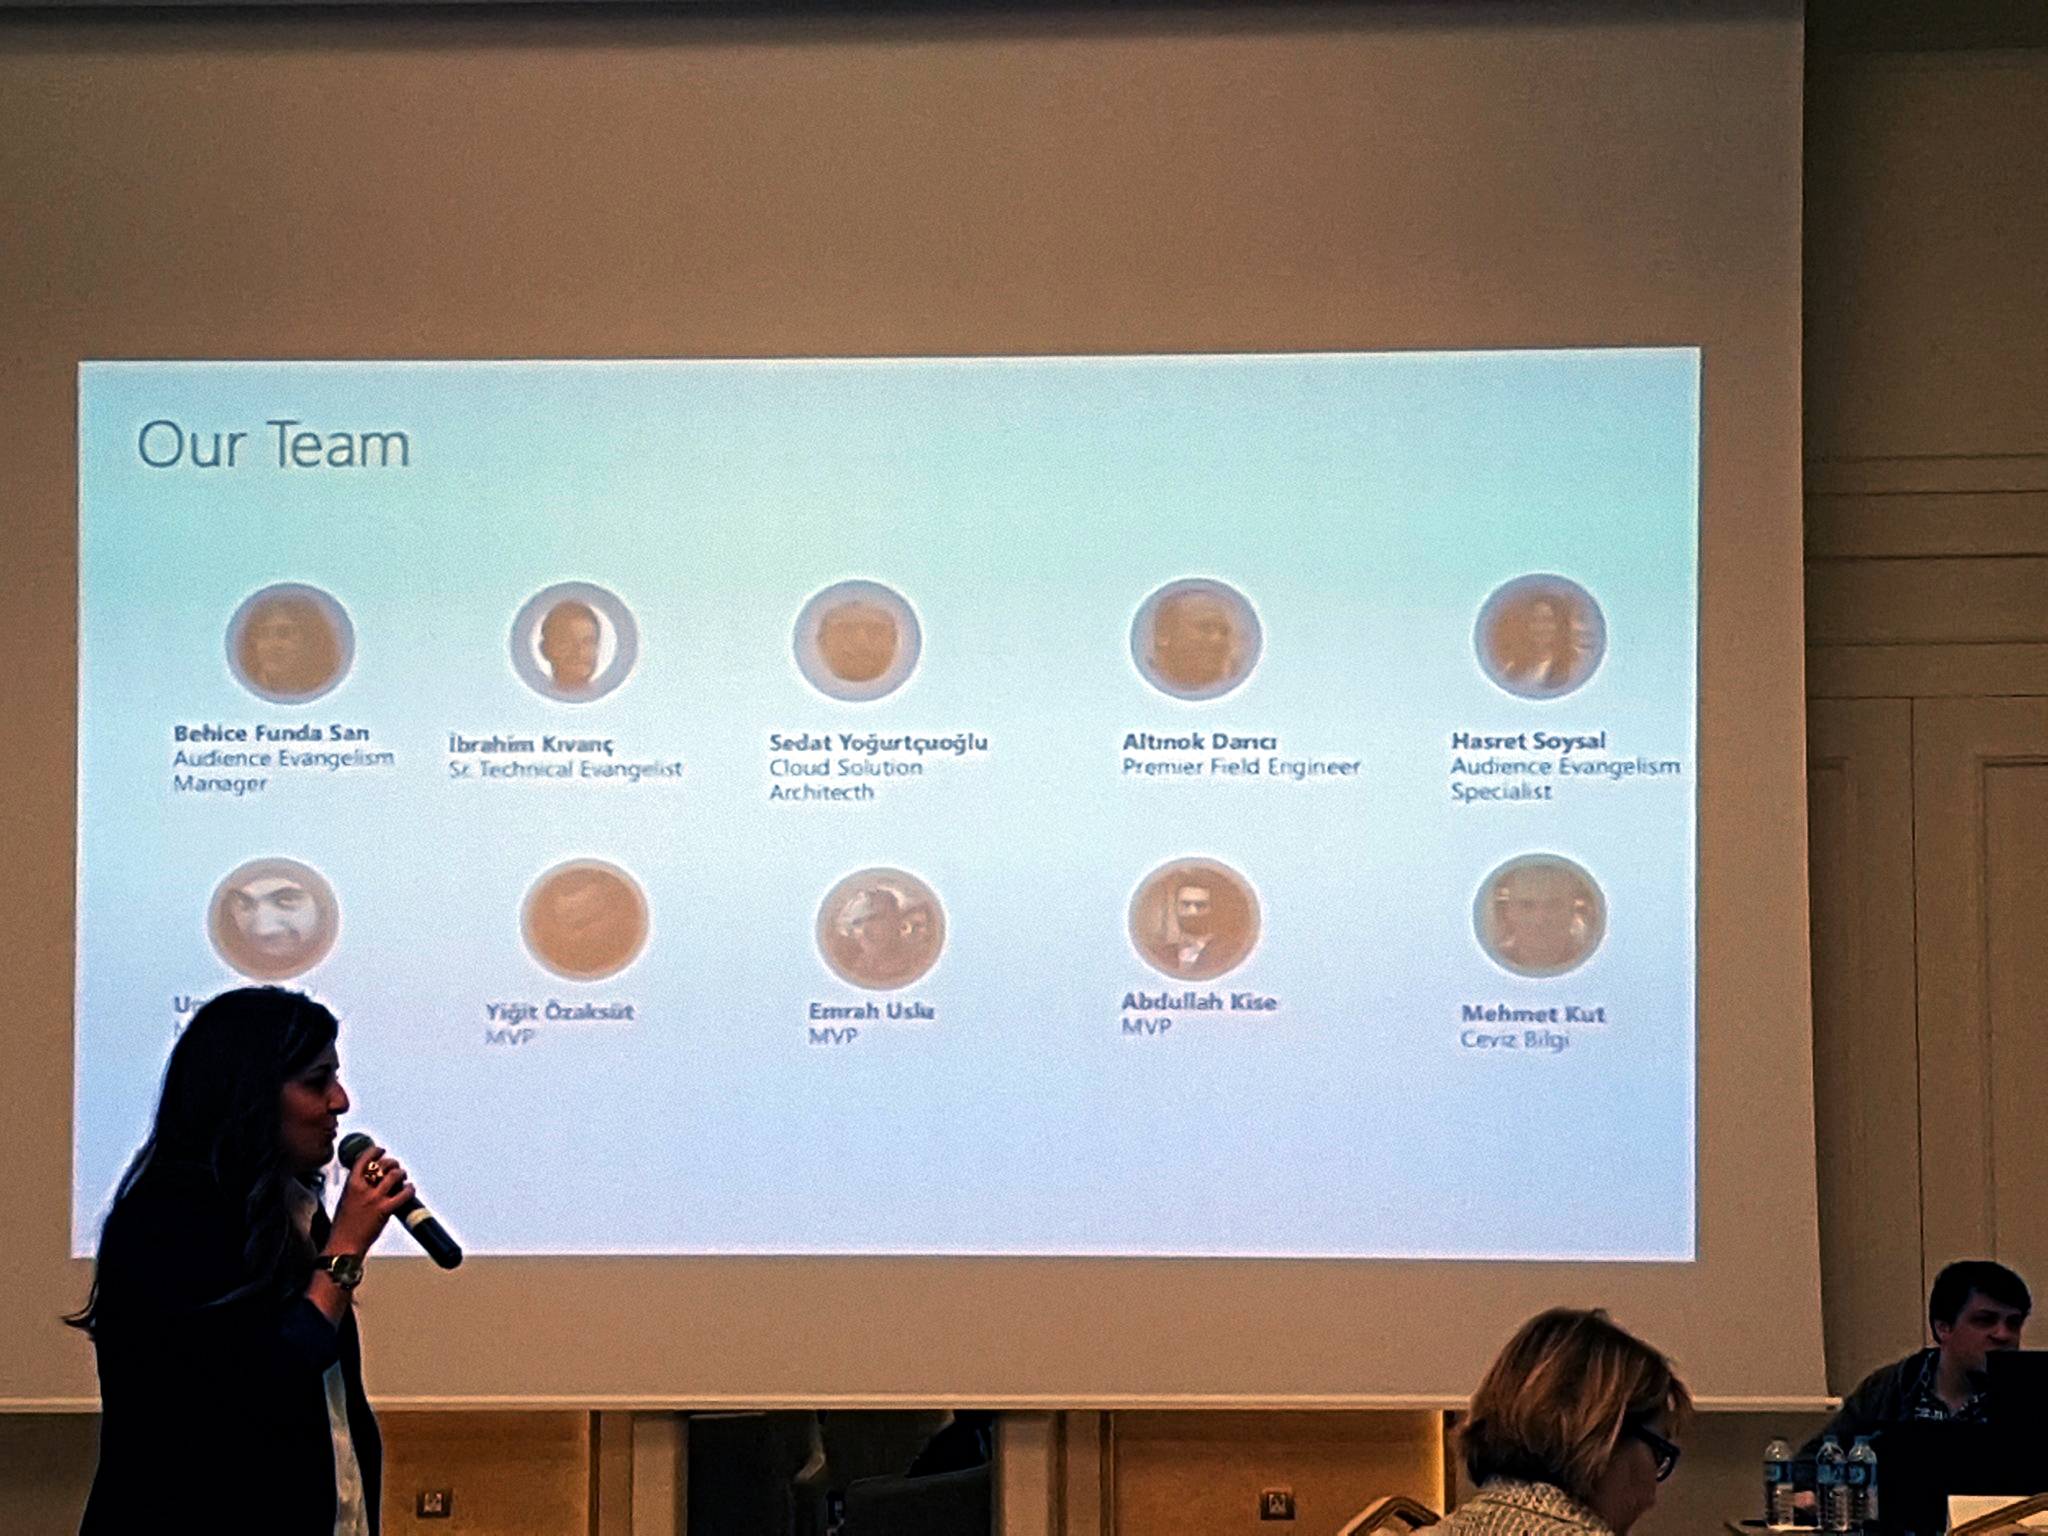 Our Team
Behice Funda San
Audience Evangelism
Manager
İbrahim Kıvanç
Sr. Technical Evangelist
Sedat Yoğurtçuoğlu
Cloud Solution
Architecth
Altınok Darıcı
Premier Field Engineer
Hasret Soysal
Audience Evangelism
Specialist
Yiğit Özaksüt
MVP
Emrah Uslu
MVP
Abdullah Kise
MVP
Mehmet Kut
Ceviz Bilgi